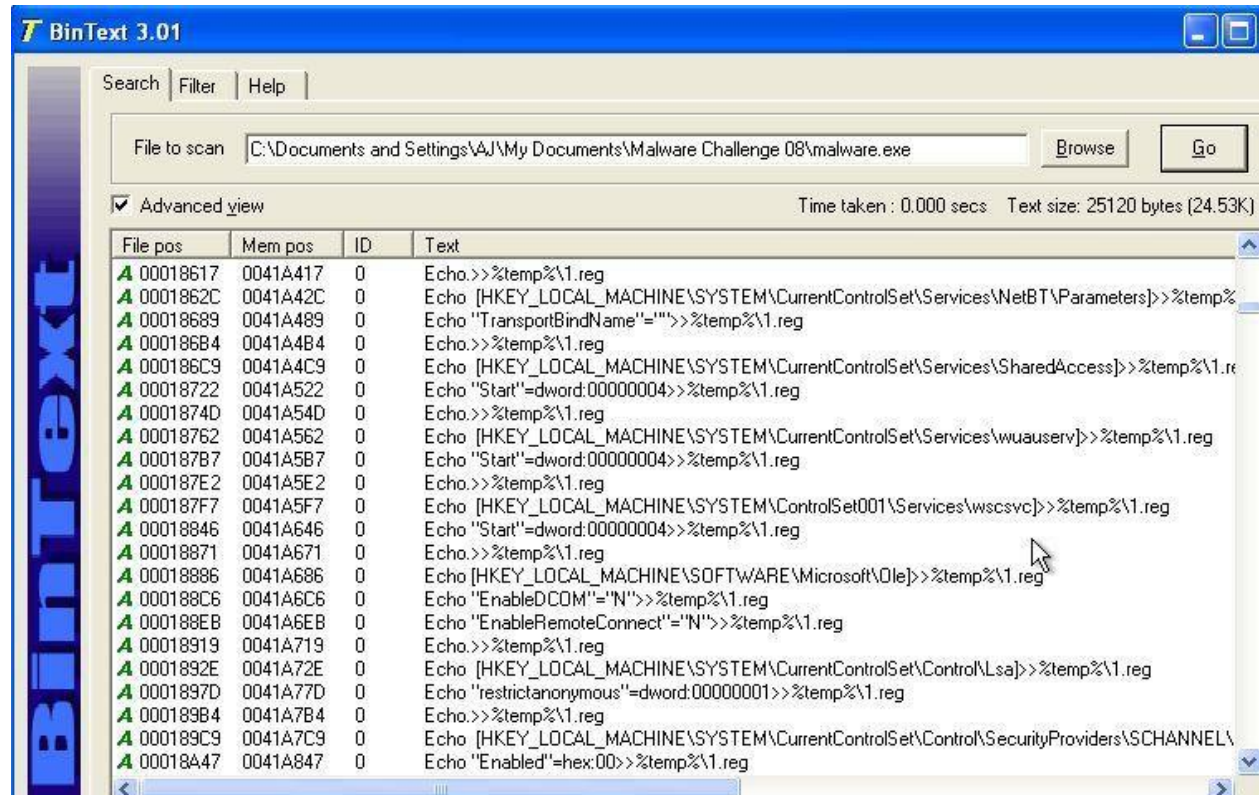 BinText 3.01
Search Filter Help
File to scan C:\Documents and Settings\AJ\My Documents\Malware Challenge 08\malware.exe Browse Go
Advanced view Time taken : 0.000 secs Text size: 25120 bytes (24.53K)
File pos Mem pos ID Text
A 00018617 0041A417 0 Echo.>>%temp%\1.reg
A 0001862C 0041A42C 0 Echo [HKEY_LOCAL_MACHINE\SYSTEM\CurrentControlSet\Services\NetBT\Parameters]>>%temp%
A 00018689 0041A489 0 Echo "TransportBindName"="">>%temp%\1.reg
A 000186B4 0041A4B4 0 Echo.>>%temp%\1.reg
A 000186C9 0041A4C9 0 Echo [HKEY_LOCAL_MACHINE\SYSTEM\CurrentControlSet\Services\SharedAccess]>>%temp%\1.re
A 00018722 0041A522 0 Echo "Start"=dword:00000004>>%temp%\1.reg
A 0001874D 0041A54D 0 Echo.>>%temp%\1.reg
A 00018762 0041A562 0 Echo [HKEY_LOCAL_MACHINE\SYSTEM\CurrentControlSet\Services\wuauserv]>>%temp%\1.reg
A 000187B7 0041A5B7 0 Echo "Start"=dword:00000004>>%temp%\1.reg
A 000187E2 0041A5E2 0 Echo.>>%temp%\1.reg
A 000187F7 0041A5F7 0 Echo [HKEY_LOCAL_MACHINE\SYSTEM\ControlSet001\Services\wscsvc]>>%temp%\1.reg
A 00018846 0041A646 0 Echo "Start"=dword:00000004>>%temp%\1.reg
A 00018871 0041A671 0 Echo.>>%temp%\1.reg
A 00018886 0041A686 0 Echo [HKEY_LOCAL_MACHINE\SOFTWARE\Microsoft\Ole]>>%temp%\1.reg
A 000188C6 0041A6C6 0 Echo "EnableDCOM"="N">>%temp%\1.reg
A 000188EB 0041A6EB 0 Echo "EnableRemoteConnect"="N">>%temp%\1.reg
A 00018919 0041A719 0 Echo.>>%temp%\1.reg
A 0001892E 0041A72E 0 Echo [HKEY_LOCAL_MACHINE\SYSTEM\CurrentControlSet\Control\Lsa]>>%temp%\1.reg
A 0001897D 0041A77D 0 Echo "restrictanonymous"=dword:00000001>>%temp%\1.reg
A 000189B4 0041A7B4 0 Echo.>>%temp%\1.reg
A 000189C9 0041A7C9 0 Echo [HKEY_LOCAL_MACHINE\SYSTEM\CurrentControlSet\Control\SecurityProviders\SCHANNEL\
A 00018A47 0041A847 0 Echo "Enabled"=hex:00>>%temp%\1.reg
BinText